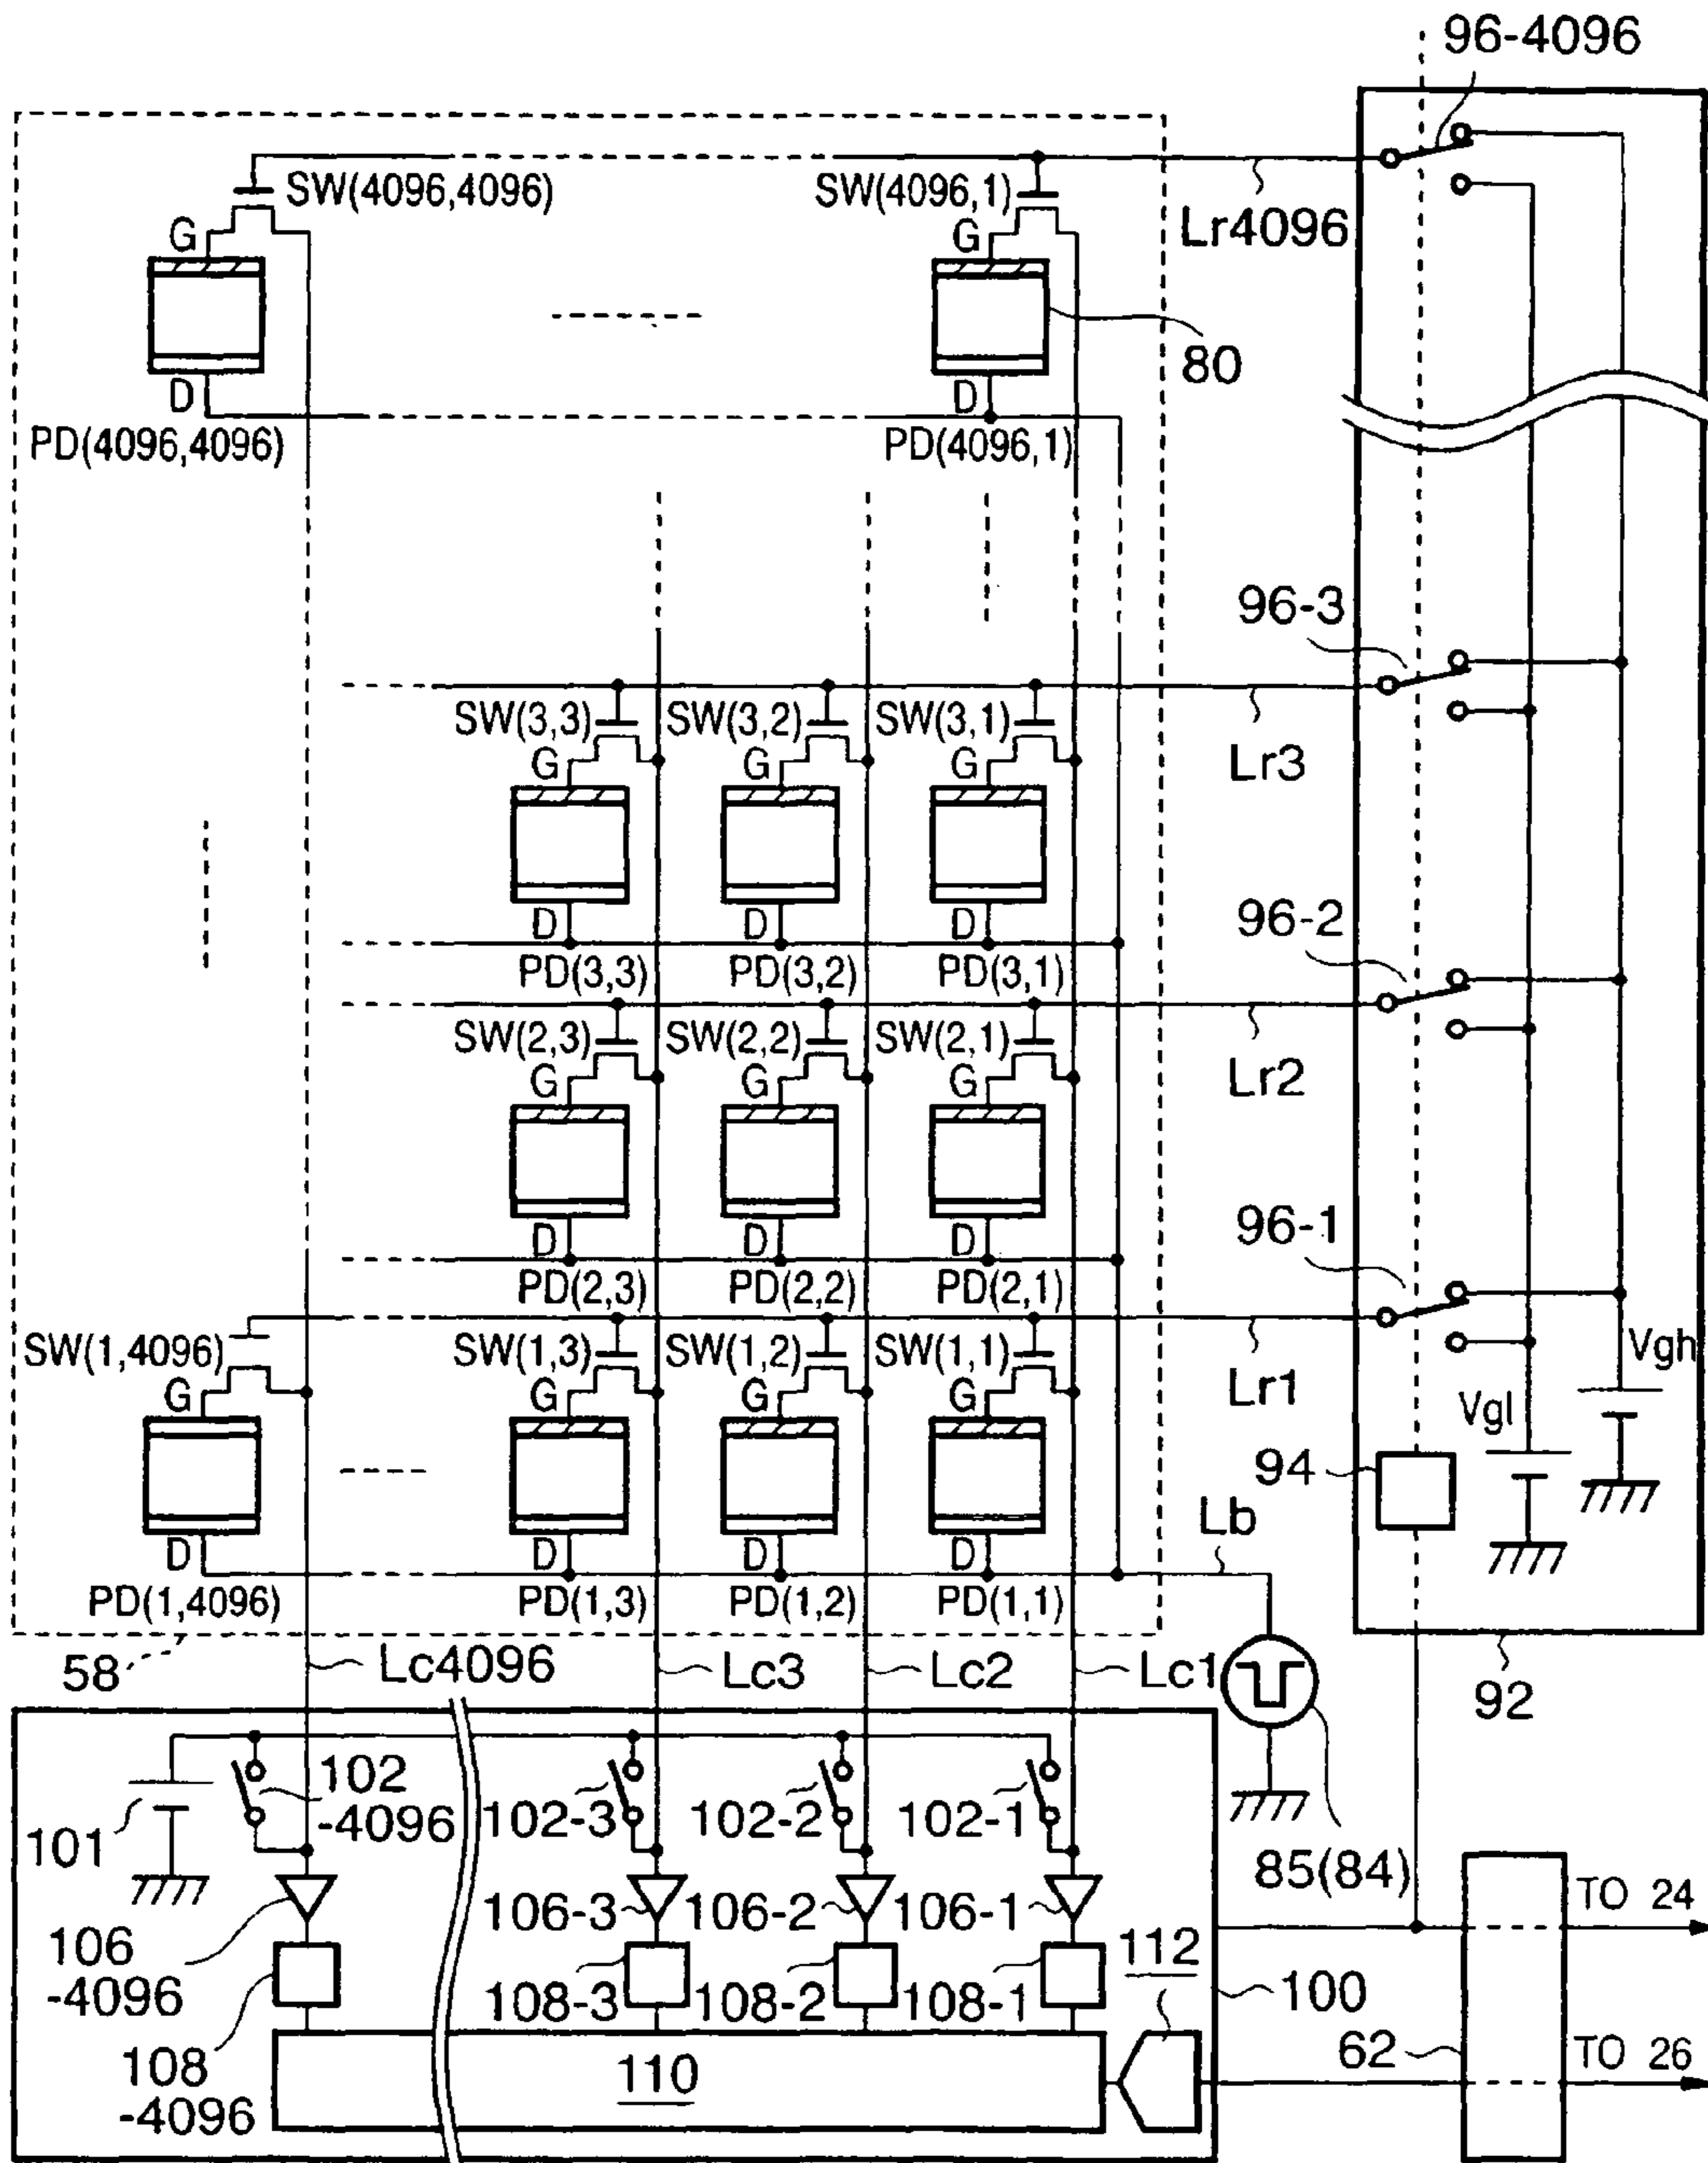 96-4096
SW(4096,4096)
SW(4096,1)
Lr4096
G
G
80
D
D
PD(4096,4096)
PD(4096,1)
96-3
SW(3,3)
SW(3,2)
SW(3,1)
Lr3
G
G
G
96-2
D
D
D
PD(3,3)
PD(3,2)
PD(3,1)
SW(2,3)
SW(2,2)
SW(2,1)
Lr2
G
G
G
96-1
D
D
D
PD(2,3)
PD(2,2)
PD(2,1)
SW(1,4096)
SW(1,3)
SW(1,2)
SW(1,1)
Lr1
Vgl
Vgh
G
G
G
G
94
Lb
D
D
D
D
PD(1,4096)
PD(1,3)
PD(1,2)
PD(1,1)
58
Lc4096
Lc3
Lc2
Lc1
92
101
102
-4096
102-3
102-2
102-1
85(84)
106
-4096
106-3
106-2
106-1
112
TO 24
108
-4096
108-3
108-2
108-1
100
110
62
TO 26